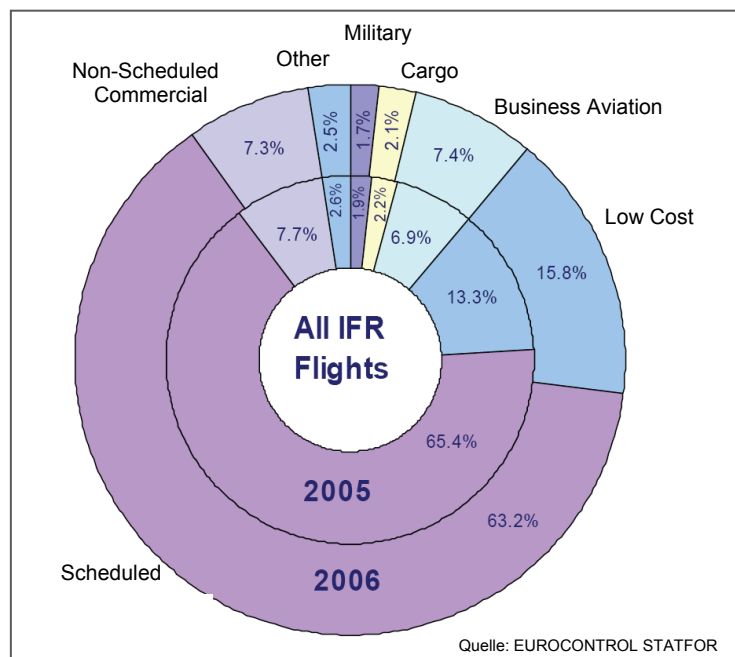 Military
Other
Cargo
Non-Scheduled
Commercial
Business Aviation
2.5%
1.7%
2.1%
7.3%
7.4%
2.6%
1.9%
2.2%
7.7%
6.9%
Low Cost
15.8%
13.3%
All IFR
Flights
65.4%
2005
63.2%
Scheduled
2006
Quelle: EUROCONTROL STATFOR